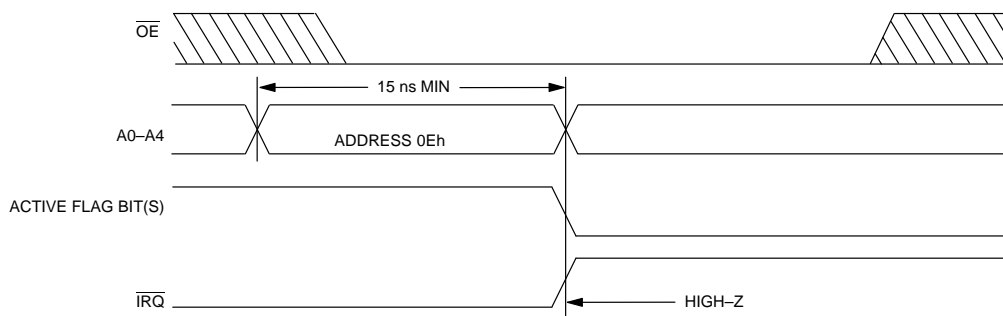 OE
15 ns MIN
A0–A4
ADDRESS 0Eh
ACTIVE FLAG BIT(S)
IRQ
HIGH–Z